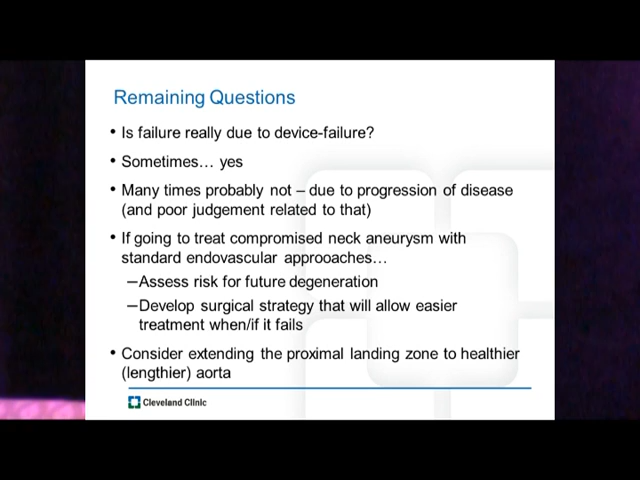 Remaining Questions
• Is failure really due to device-failure?
• Sometimes… yes
• Many times probably not – due to progression of disease
(and poor judgement related to that)
• If going to treat compromised neck aneurysm with
standard endovascular approoaches…
–Assess risk for future degeneration
–Develop surgical strategy that will allow easier
treatment when/if it fails
• Consider extending the proximal landing zone to healthier
(lengthier) aorta
Cleveland Clinic